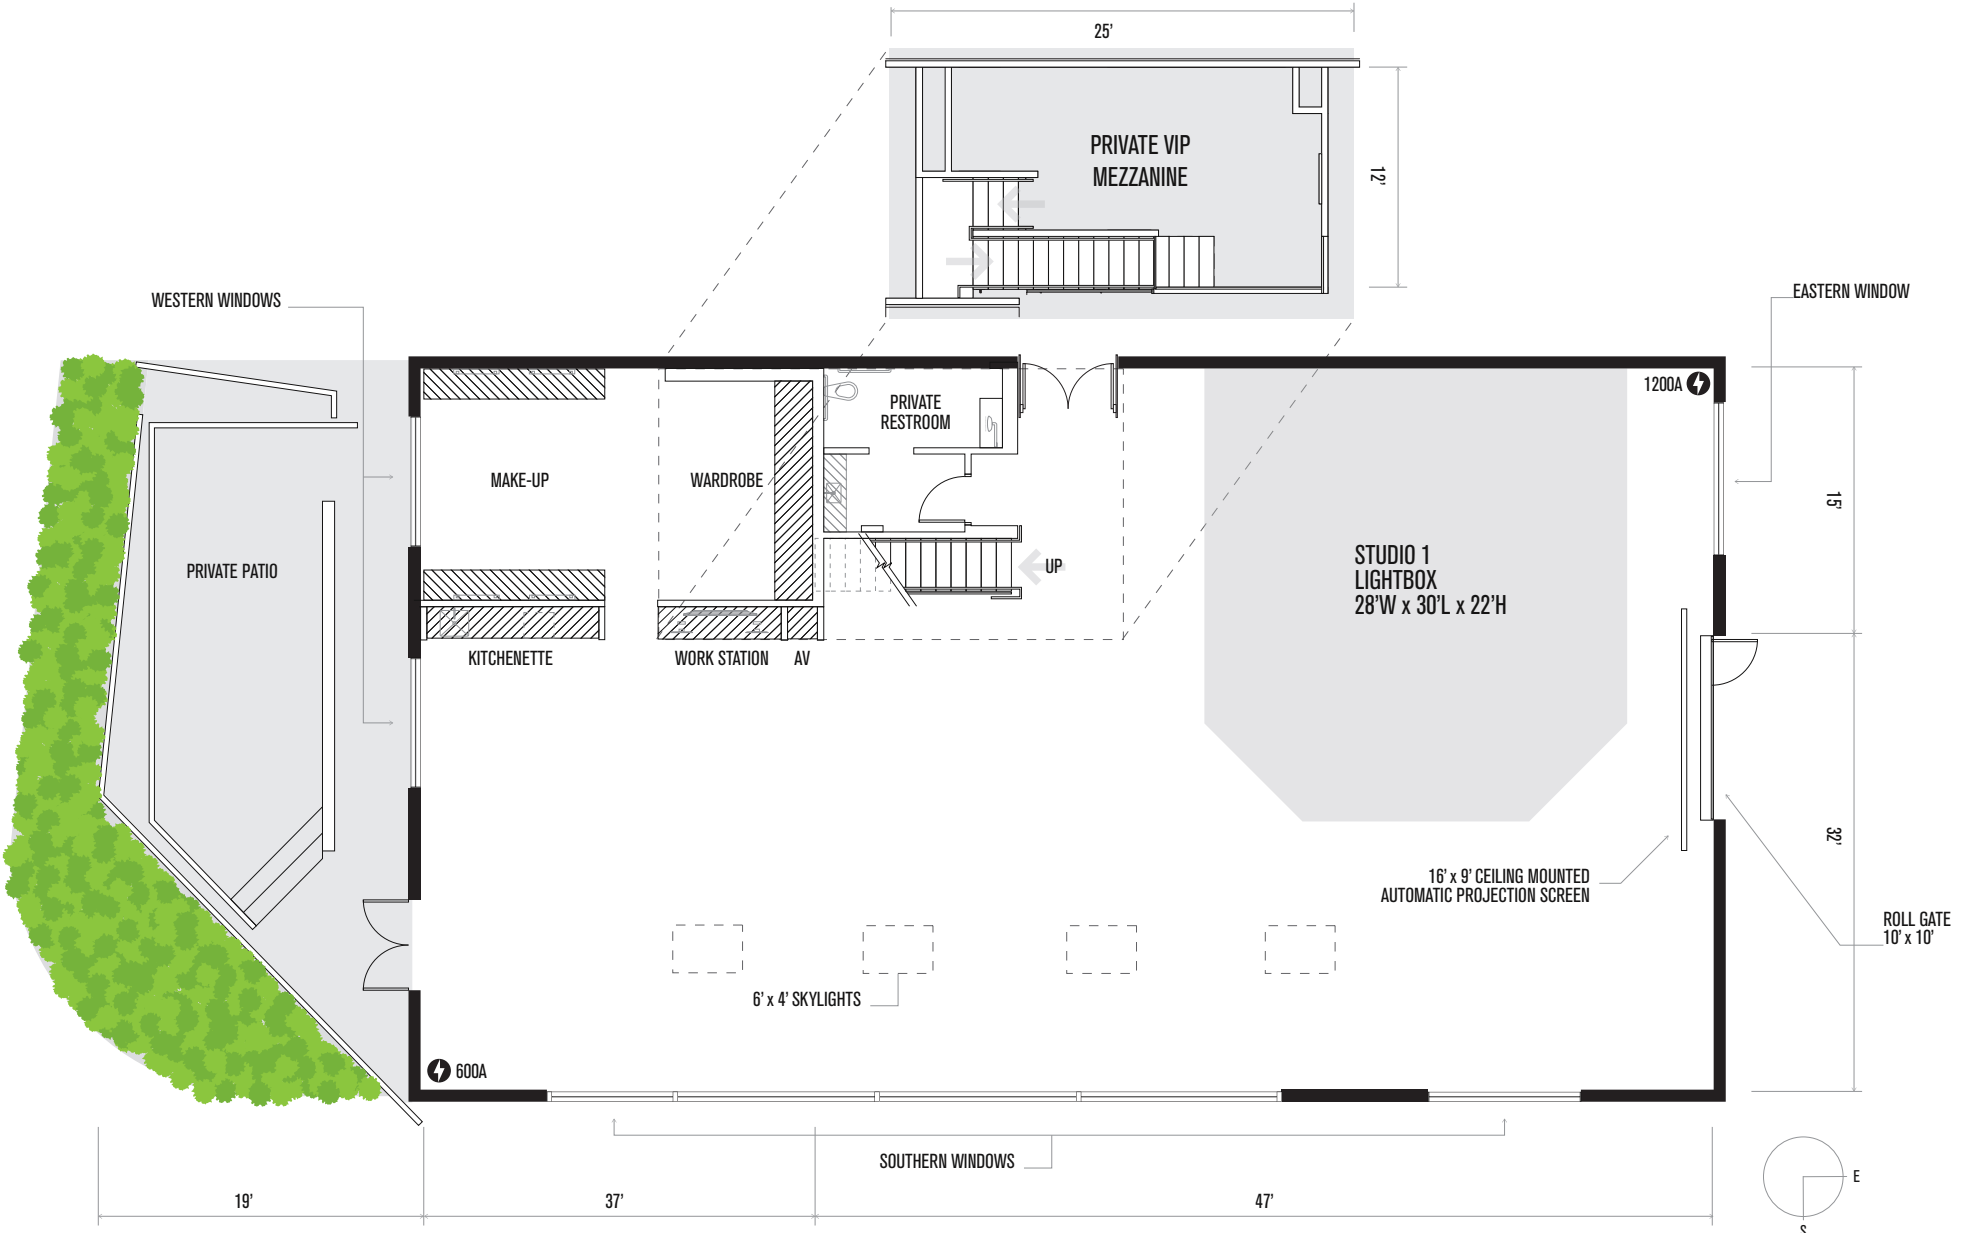 25’
PRIVATE VIP
MEZZANINE
12’
WESTERN WINDOWS
EASTERN WINDOW
1200A
PRIVATE
RESTROOM
MAKE-UP
WARDROBE
15’
PRIVATE PATIO
UP
STUDIO 1
LIGHTBOX
28’W x 30’L x 22’H
KITCHENETTE
WORK STATION
AV
32’
16’ x 9’ CEILING MOUNTED
AUTOMATIC PROJECTION SCREEN
ROLL GATE
10’ x 10’
6’ x 4’ SKYLIGHTS
600A
SOUTHERN WINDOWS
E
S
19’
37’
47’